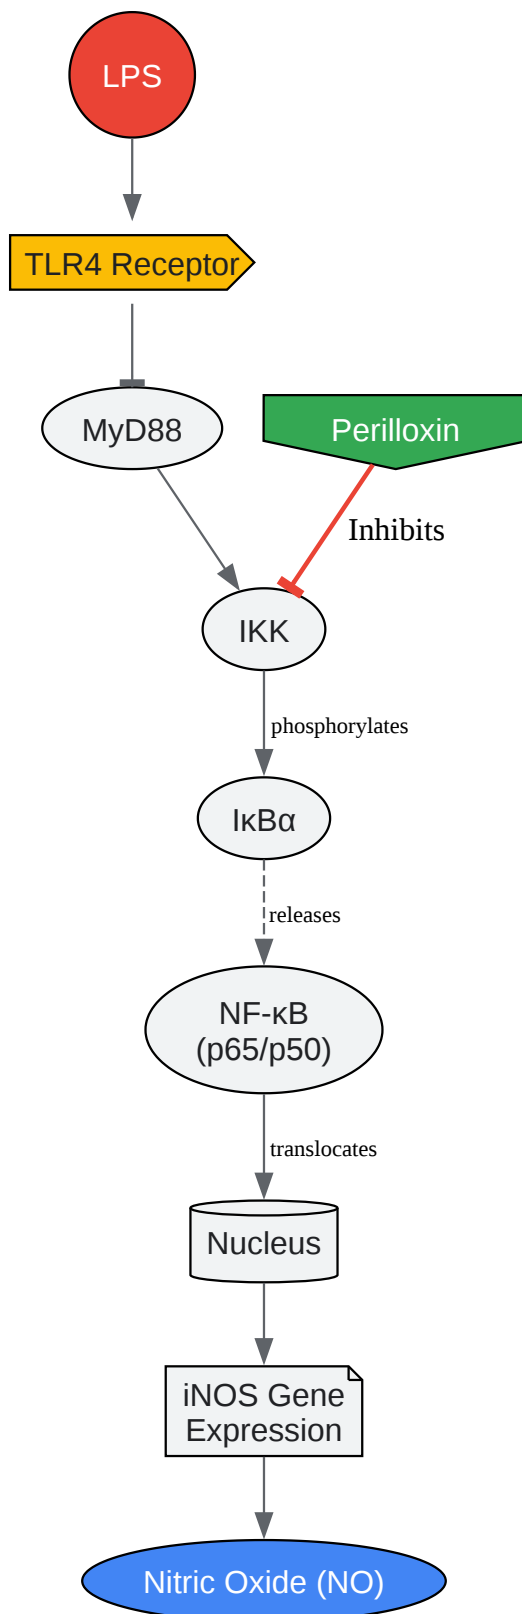 LPS
TLR4 Receptor
MyD88
Perilloxin
Inhibits
IKK
phosphorylates
IκBα
releases
NF-κB
(p65/p50)
translocates
Nucleus
iNOS Gene
Expression
Nitric Oxide (NO)